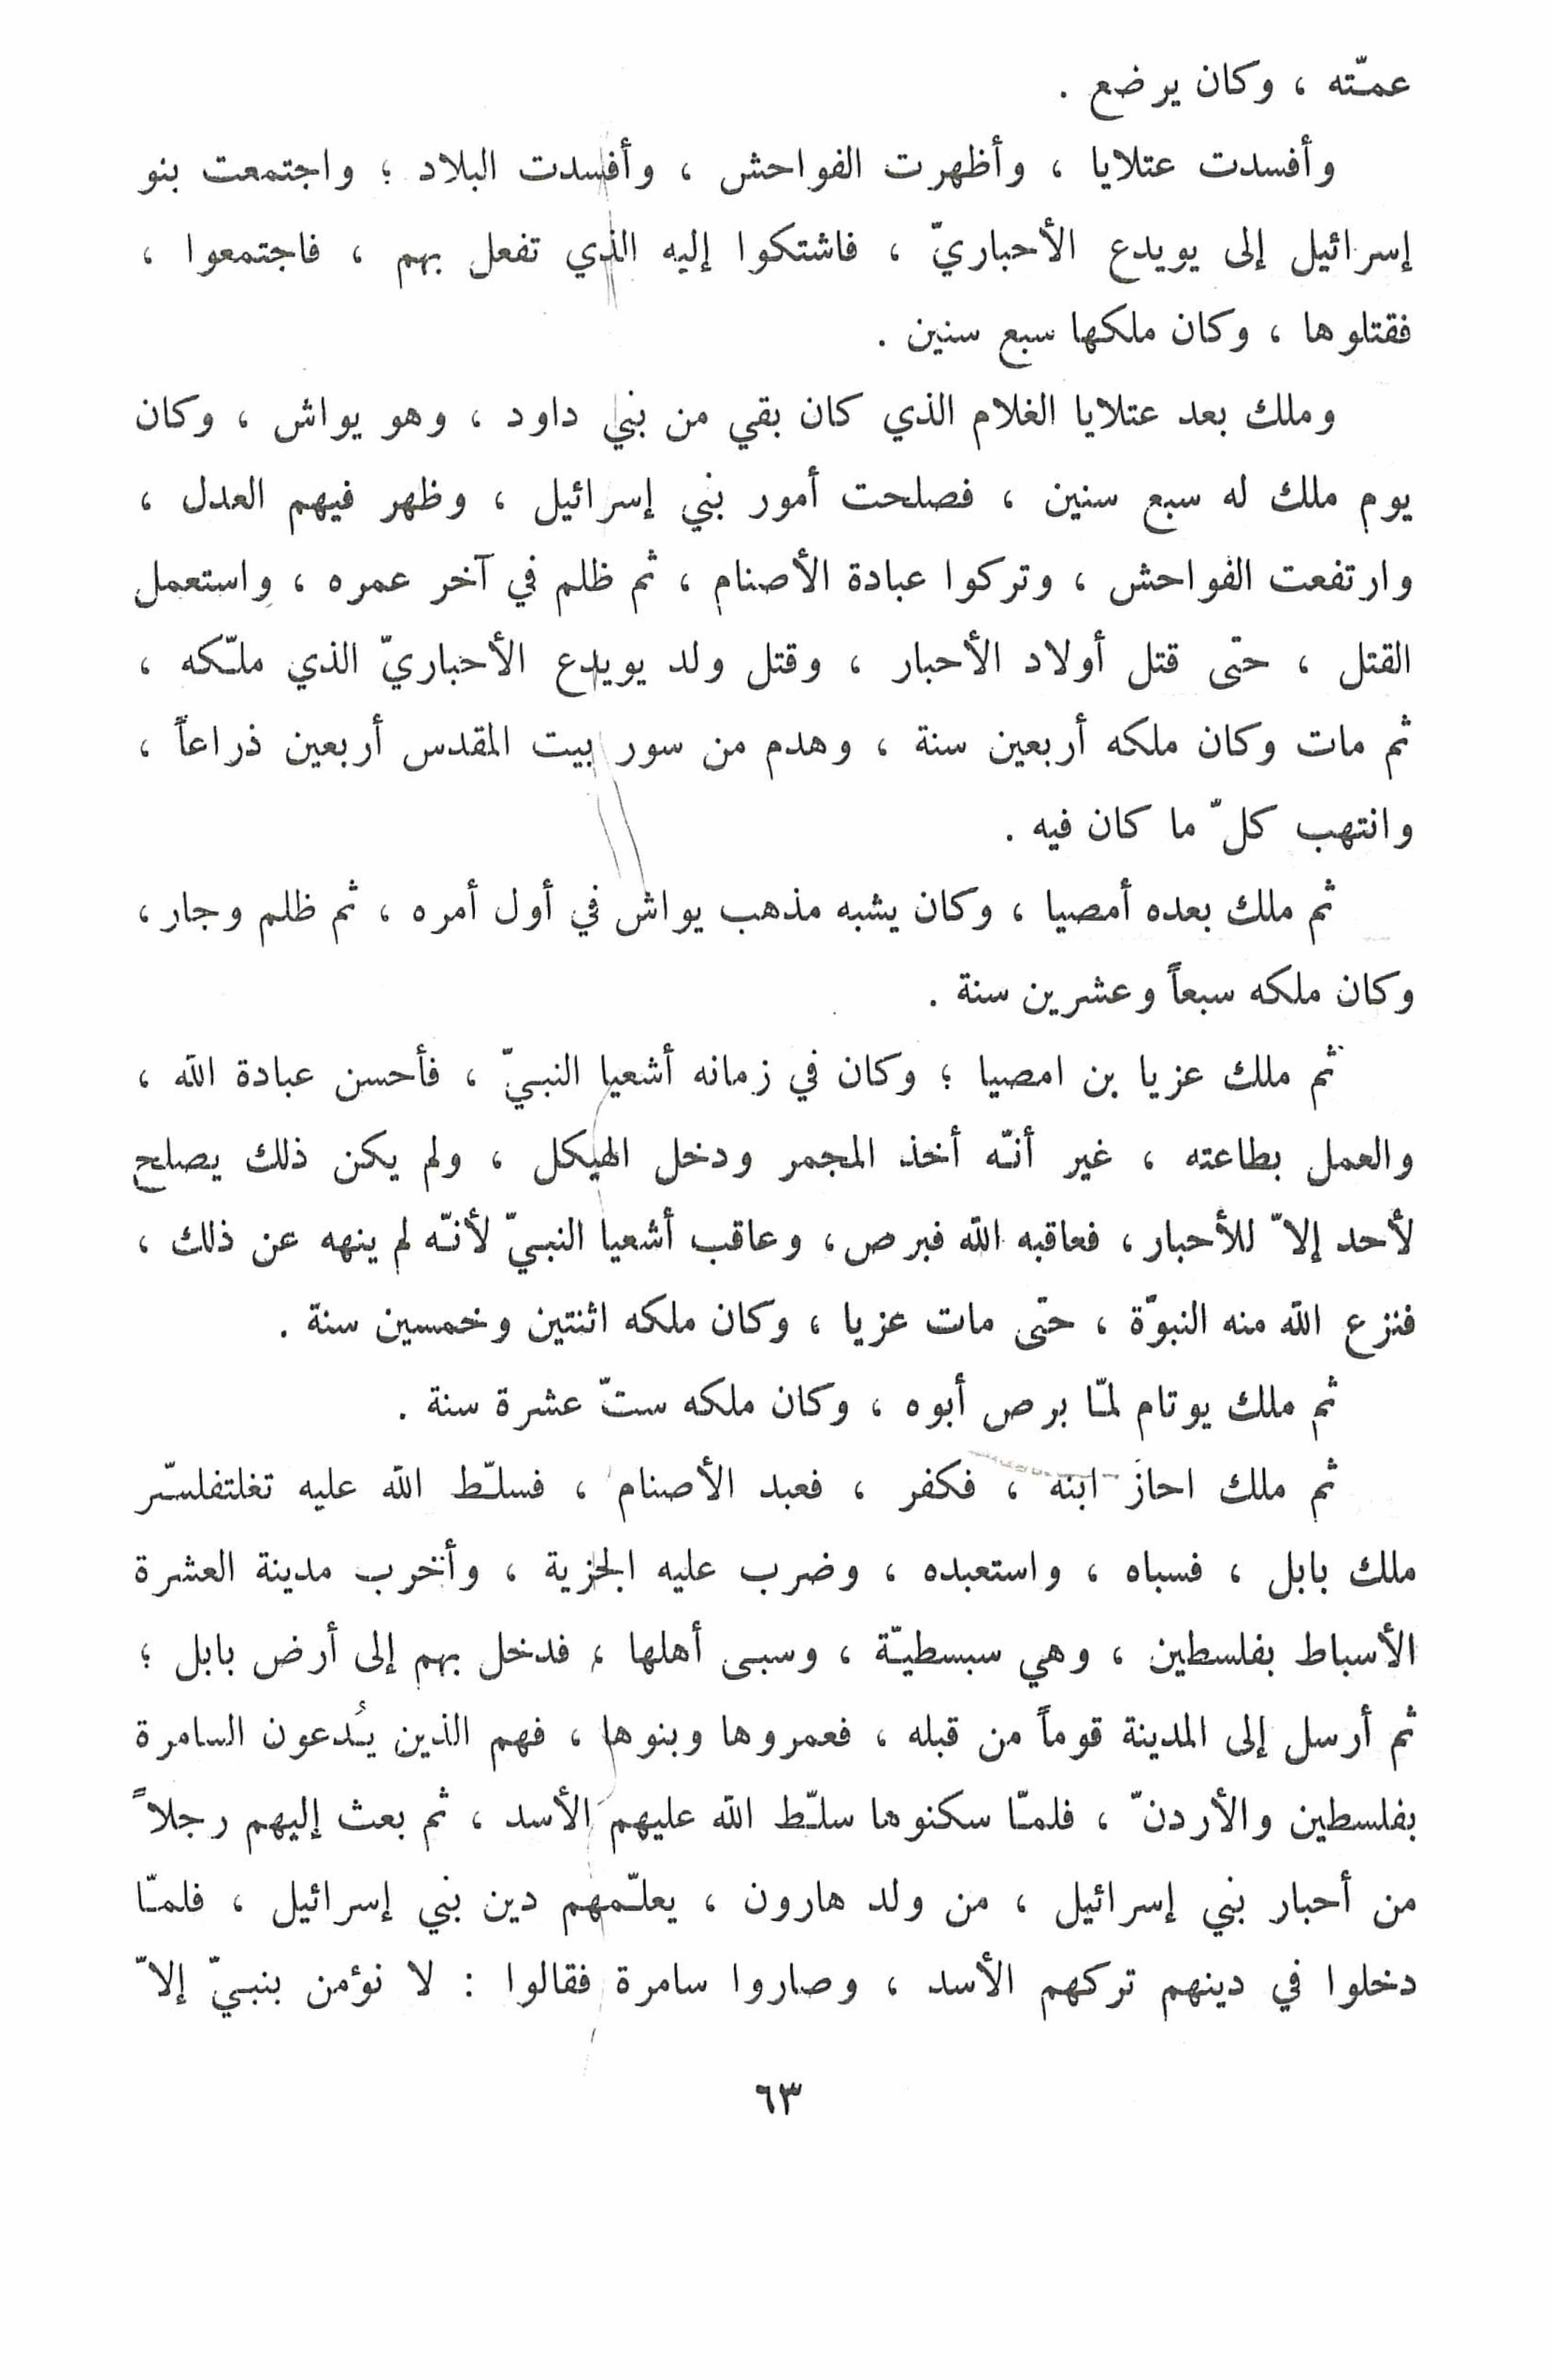 عمّته ، وكان يرضع .
وأفسدت عتلايا ، وأظهرت الفواحش ، وأفسدت البلاد ؛ واجتمعت بنو
إسرائيل إلى يويدع الأحباريّ ، فاشتكوا إليه الذي تفعل بهم ، فاجتمعوا ،
فقتلوها ، وكان ملكها سبع سنين .
وملك بعد عتلايا الغلام الذي كان بقي من بني داود ، وهو يواش ، وكان
يوم ملك له سبع سنين ، فصلحت أمور بني إسرائيل ، وظهر فيهم العدل ،
وارتفعت الفواحش ، وتركوا عبادة الأصنام ، ثم ظلم في آخر عمره ، واستعمل
القتل ، حتّى قتل أولاد الأحبار ، وقتل ولد يويدع الأحباريّ الذي ملّكه ،
ثم مات وكان ملكه أربعين سنة ، وهدم من سور بيت المقدس أربعين ذراعاً ،
وانتهب كلّ ما كان فيه .
ثم ملك بعده أمصيا ، وكان يشبه مذهب يواش في أول أمره ، ثم ظلم وجار ،
وكان ملكه سبعاً وعشرين سنة .
ثم ملك عزيا بن امصيا ؛ وكان في زمانه أشعيا النبيّ ، فأحسن عبادة الله ،
والعمل بطاعته ، غير أنّه أخذ المجمر ودخل الهيكل ، ولم يكن ذلك يصلح
لأحد إلاّ للأحبار ، فعاقبه الله فبرص ، وعاقب أشعيا النبيّ لأنّه لم ينهه عن ذلك ،
فنزع الله منه النبوّة ، حتّى مات عزيا ، وكان ملكه اثنتين وخمسين سنة .
ثم ملك يوتام لمّا برص أبوه ، وكان ملكه ستّ عشرة سنة .
ثم ملك احاز ابنه ، فكفر ، فعبد الأصنام ، فسلّط الله عليه تغلتفلسّر
ملك بابل ، فسباه ، واستعبده ، وضرب عليه الجزية ، وأخرب مدينة العشرة
الأسباط بفلسطين ، وهي سبسطيّة ، وسبى أهلها ، فدخل بهم إلى أرض بابل ؛
ثم أرسل إلى المدينة قوماً من قبله ، فعمروها وبنوها ، فهم الذين يُدعون السامرة
بفلسطين والأردنّ ، فلمّا سكنوها سلّط الله عليهم الأسد ، ثم بعث إليهم رجلاً
من أحبار بني إسرائيل ، من ولد هارون ، يعلّمهم دين بني إسرائيل ، فلمّا
دخلوا في دينهم تركهم الأسد ، وصاروا سامرة فقالوا : لا نؤمن بنبيّ إلاّ
٦٣